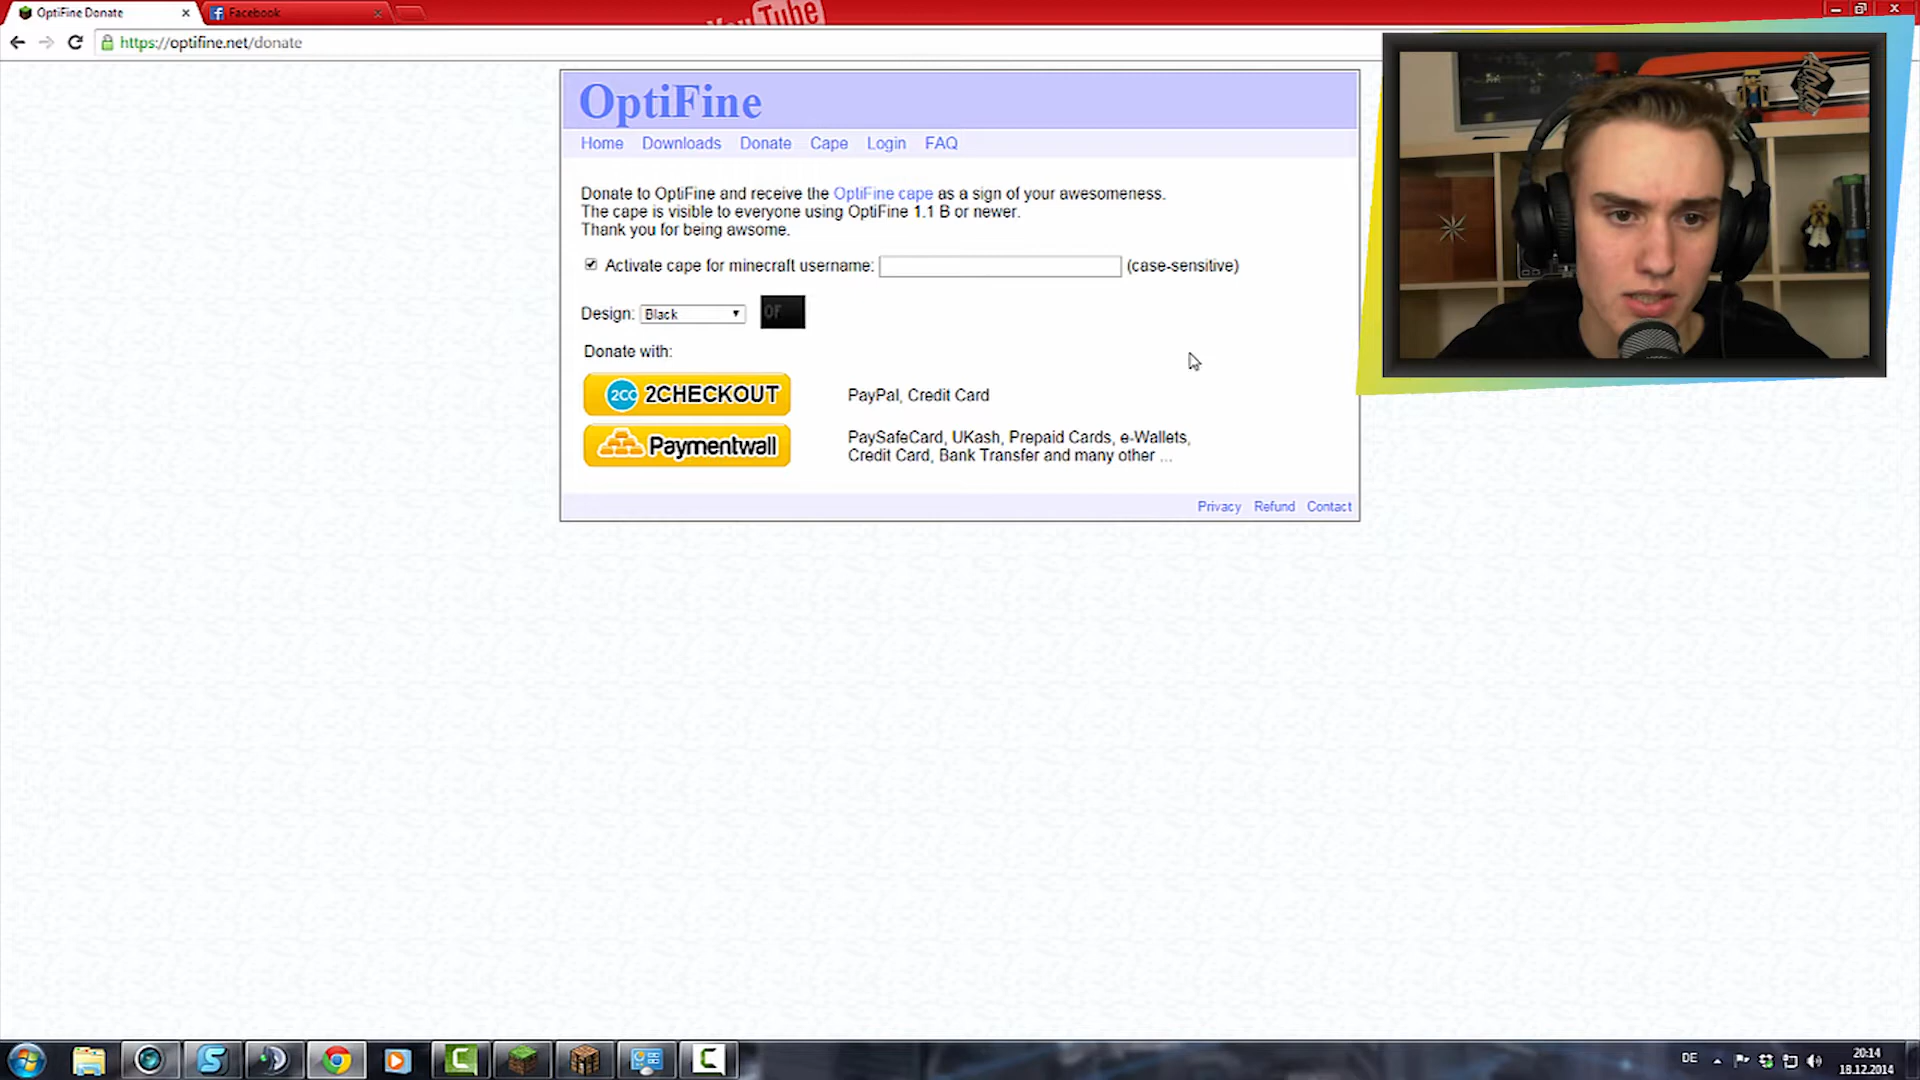 OptiFine Donate
Facebook
YouTube
https://optifine.net/donate
OptiFine
Home Downloads Donate Cape Login FAQ
Donate to OptiFine and receive the OptiFine cape as a sign of your awesomeness.
The cape is visible to everyone using OptiFine 1.1 B or newer.
Thank you for being awsome.
Activate cape for minecraft username: (case-sensitive)
Design: Black OF
Donate with:
2CO 2CHECKOUT PayPal, Credit Card
Paymentwall PaySafeCard, UKash, Prepaid Cards, e-Wallets,
Credit Card, Bank Transfer and many other ...
Privacy Refund Contact
DE
20:14
18.12.2014